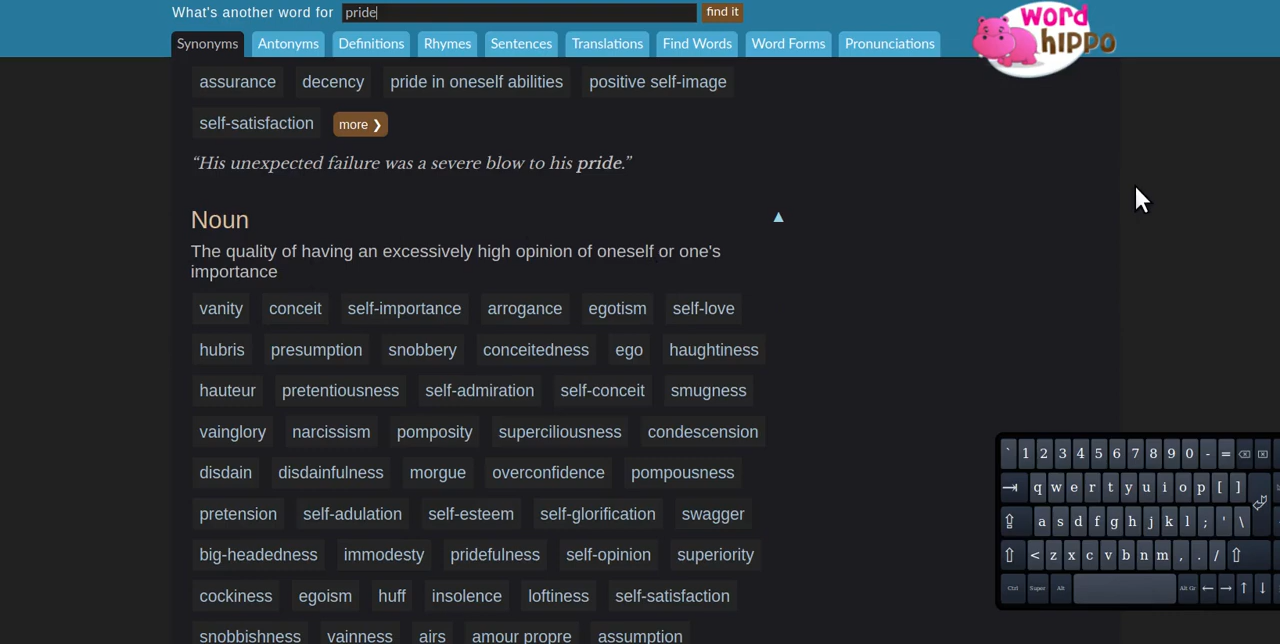 What's another word for pride find it
Synonyms Antonyms Definitions Rhymes Sentences Translations Find Words Word Forms Pronunciations
word hippo
assurance decency pride in oneself abilities positive self-image
self-satisfaction more ❯
“His unexpected failure was a severe blow to his pride.”
Noun ▲
The quality of having an excessively high opinion of oneself or one's
importance
vanity conceit self-importance arrogance egotism self-love
hubris presumption snobbery conceitedness ego haughtiness
hauteur pretentiousness self-admiration self-conceit smugness
vainglory narcissism pomposity superciliousness condescension
disdain disdainfulness morgue overconfidence pompousness
pretension self-adulation self-esteem self-glorification swagger
big-headedness immodesty pridefulness self-opinion superiority
cockiness egoism huff insolence loftiness self-satisfaction
snobbishness vainness airs amour propre assumption
` 1 2 3 4 5 6 7 8 9 0 - =
q w e r t y u i o p [ ]
a s d f g h j k l ; ' \
< z x c v b n m , . /
Ctrl Super Alt Alt Gr ← → ↑ ↓